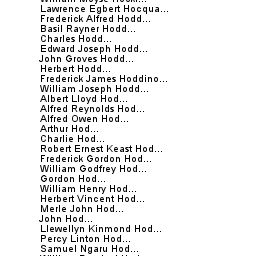 Lawrence Egbert Hocqua...
Frederick Alfred Hodd...
Basil Rayner Hodd...
Charles Hodd...
Edward Joseph Hodd...
John Groves Hodd...
Herbert Hodd...
Frederick James Hoddino...
William Joseph Hodd...
Albert Lloyd Hod...
Alfred Reynolds Hod...
Alfred Owen Hod...
Arthur Hod...
Charlie Hod...
Robert Ernest Keast Hod...
Frederick Gordon Hod...
William Godfrey Hod...
Gordon Hod...
William Henry Hod...
Herbert Vincent Hod...
Merle John Hod...
John Hod...
Llewellyn Kinmond Hod...
Percy Linton Hod...
Samuel Ngaru Hod...